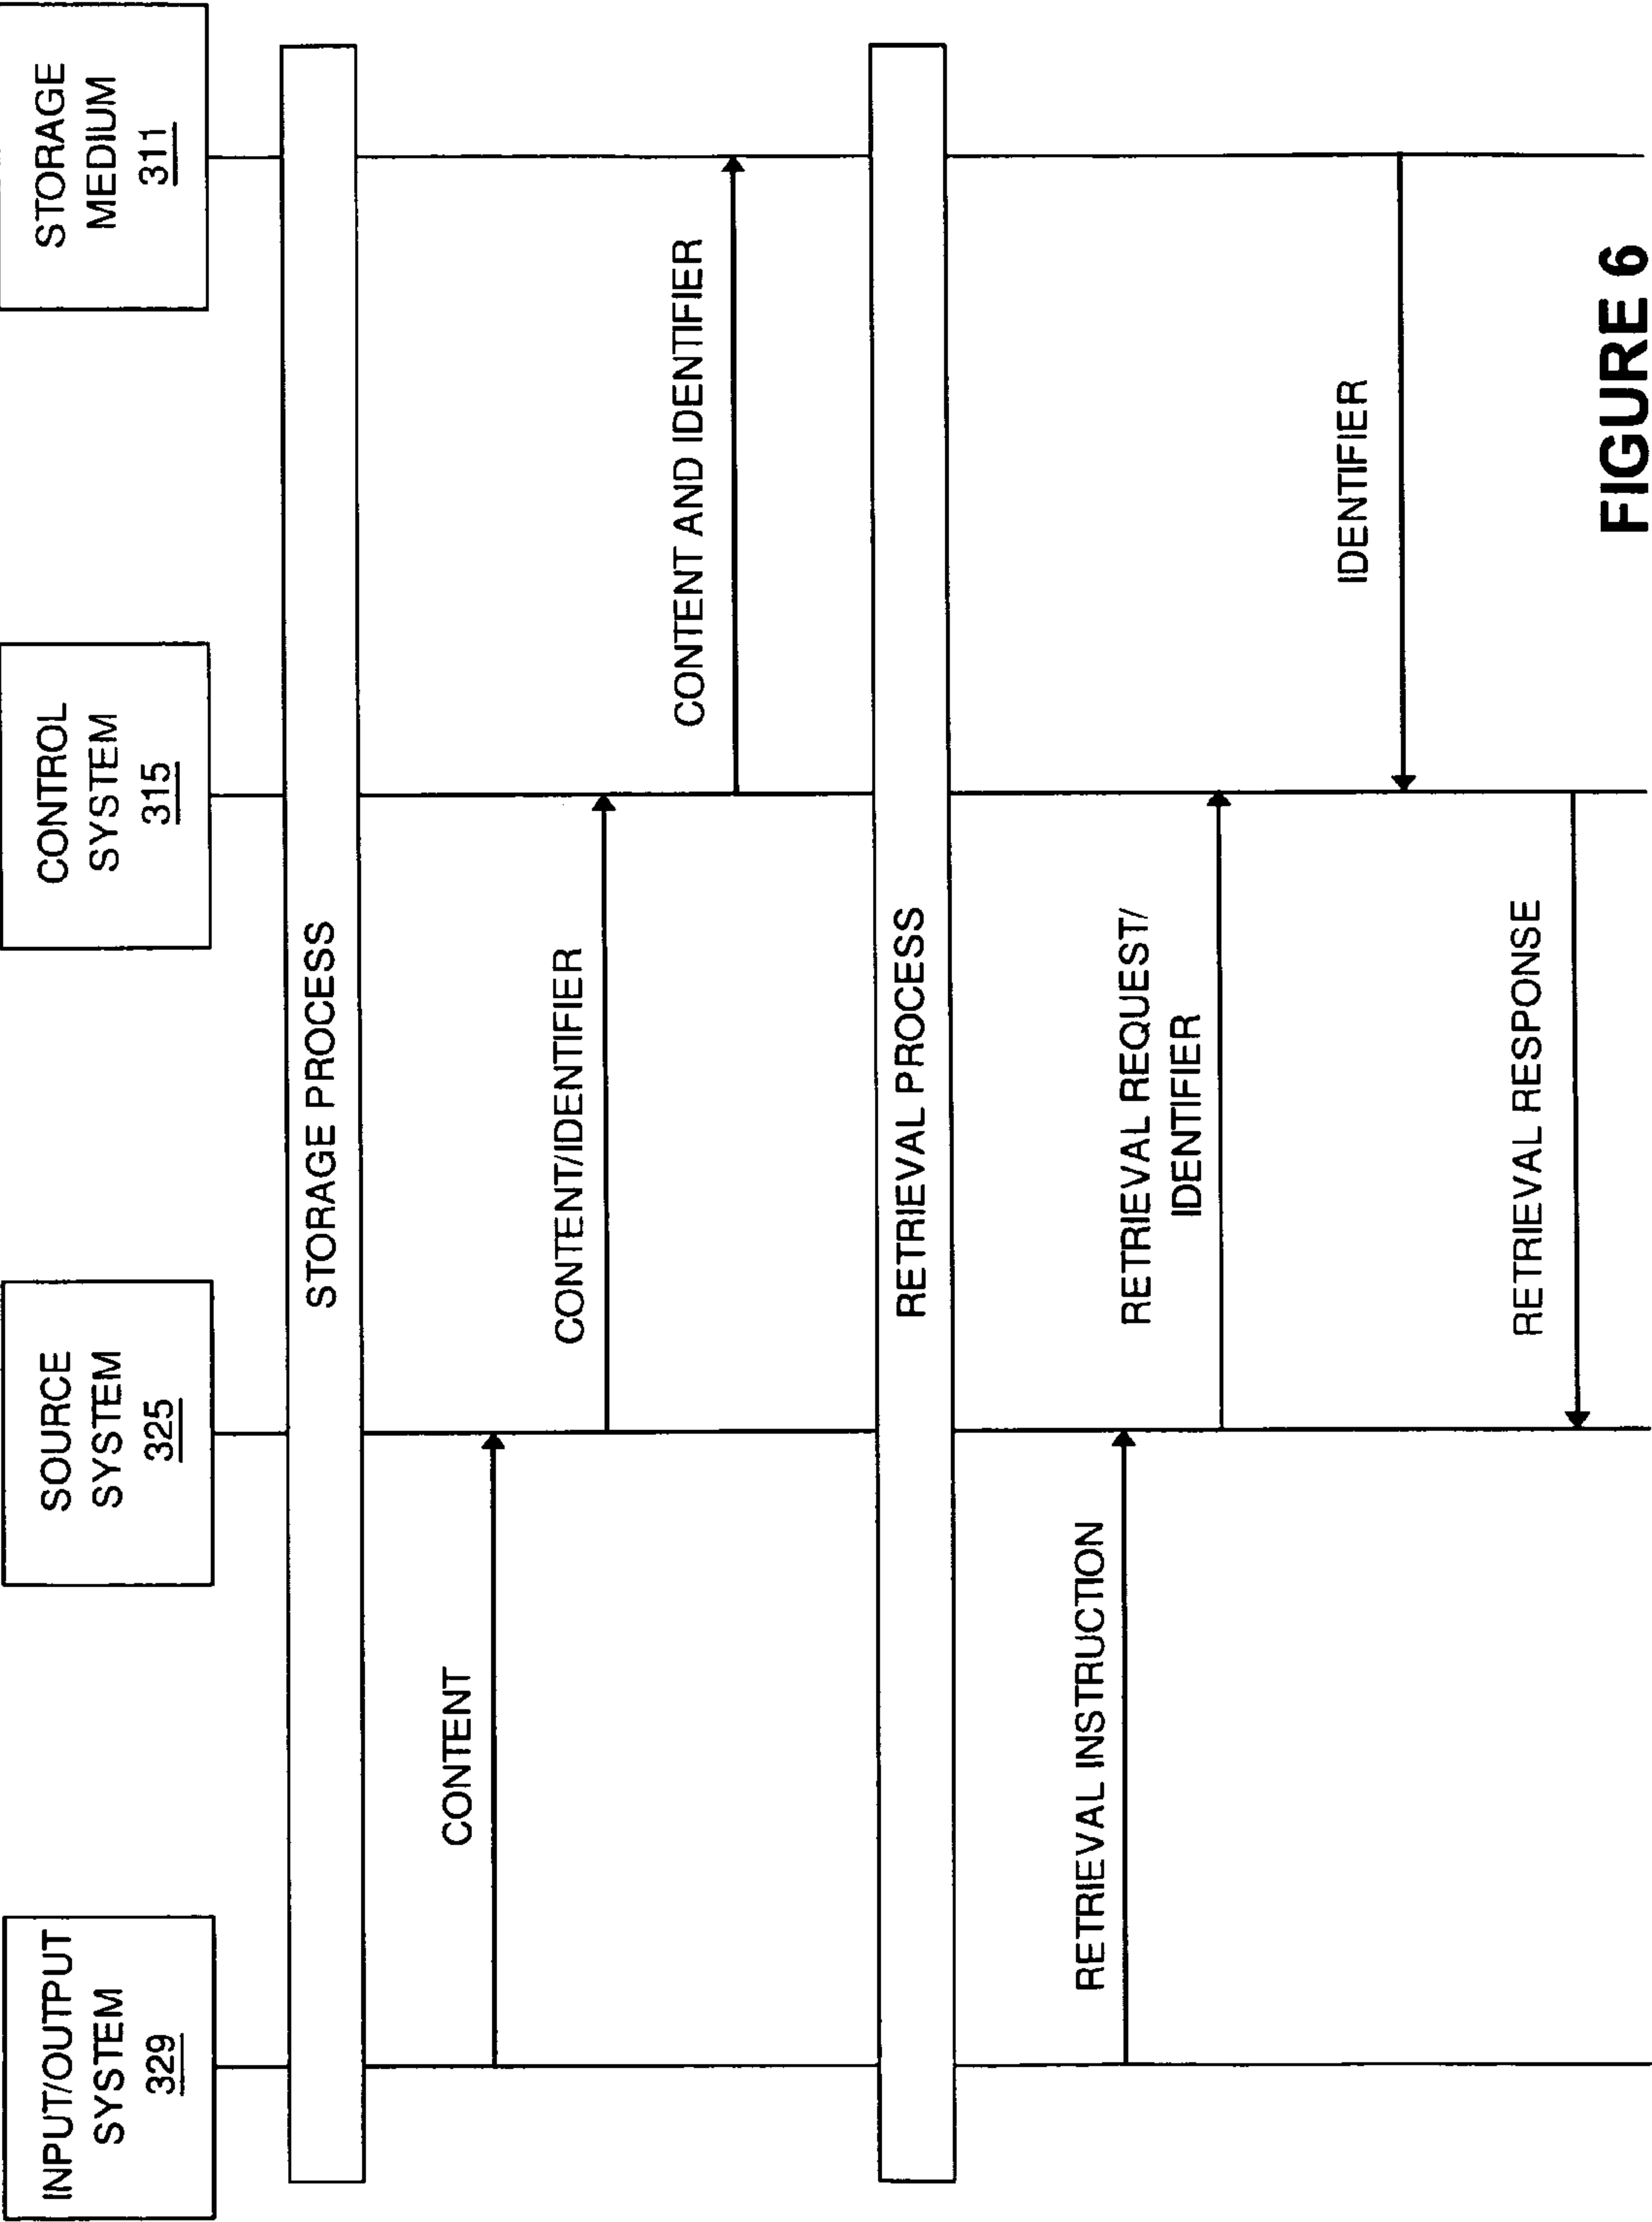 INPUT/OUTPUT
SYSTEM
329
SOURCE
SYSTEM
325
CONTROL
SYSTEM
315
STORAGE
MEDIUM
311
STORAGE PROCESS
CONTENT
CONTENT/IDENTIFIER
CONTENT AND IDENTIFIER
RETRIEVAL PROCESS
RETRIEVAL INSTRUCTION
RETRIEVAL REQUEST/
IDENTIFIER
IDENTIFIER
RETRIEVAL RESPONSE
FIGURE 6